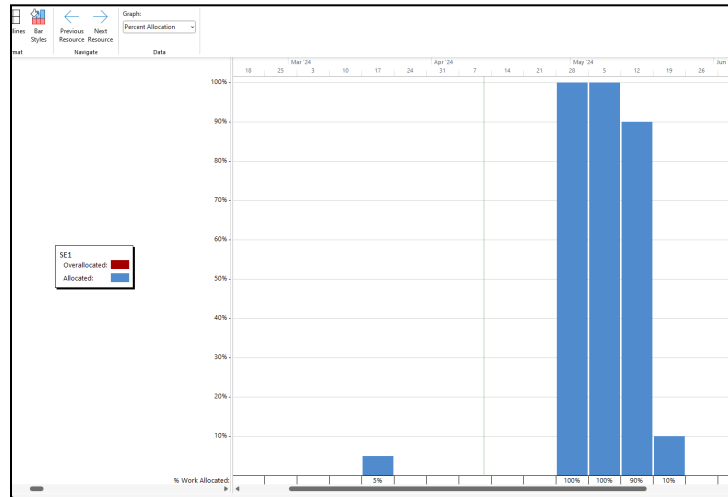 Graph:
Percent Allocation
lines Bar Styles Previous Resource Next Resource
mat Navigate Data
Mar '24 Apr '24 May '24 Jun
18 25 3 10 17 24 31 7 14 21 28 5 12 19 26
100%
90%
80%
70%
60%
50%
40%
30%
20%
10%
SE1
Overallocated:
Allocated:
% Work Allocated: 5% 100% 100% 90% 10%